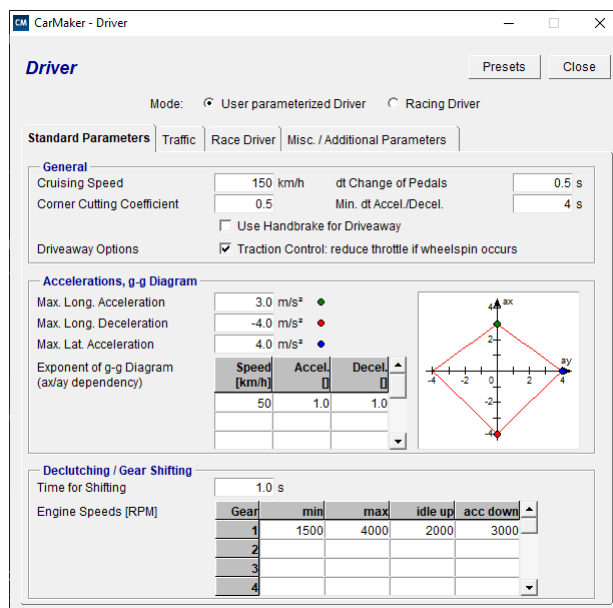 CM CarMaker - Driver
Driver
Presets Close
Mode: User parameterized Driver Racing Driver
Standard Parameters Traffic Race Driver Misc. / Additional Parameters
General
Cruising Speed 150 km/h dt Change of Pedals 0.5 s
Corner Cutting Coefficient 0.5 Min. dt Accel./Decel. 4 s
Use Handbrake for Driveaway
Driveaway Options Traction Control: reduce throttle if wheelspin occurs
Accelerations, g-g Diagram
Max. Long. Acceleration 3.0 m/s²
Max. Long. Deceleration -4.0 m/s²
Max. Lat. Acceleration 4.0 m/s²
Exponent of g-g Diagram
(ax/ay dependency)
Speed Accel. Decel.
[km/h] [] []
50 1.0 1.0
4 ax
2
ay
-4 -2 0 2 4
-2
-4
Declutching / Gear Shifting
Time for Shifting 1.0 s
Engine Speeds [RPM] Gear min max idle up acc down
1 1500 4000 2000 3000
2
3
4